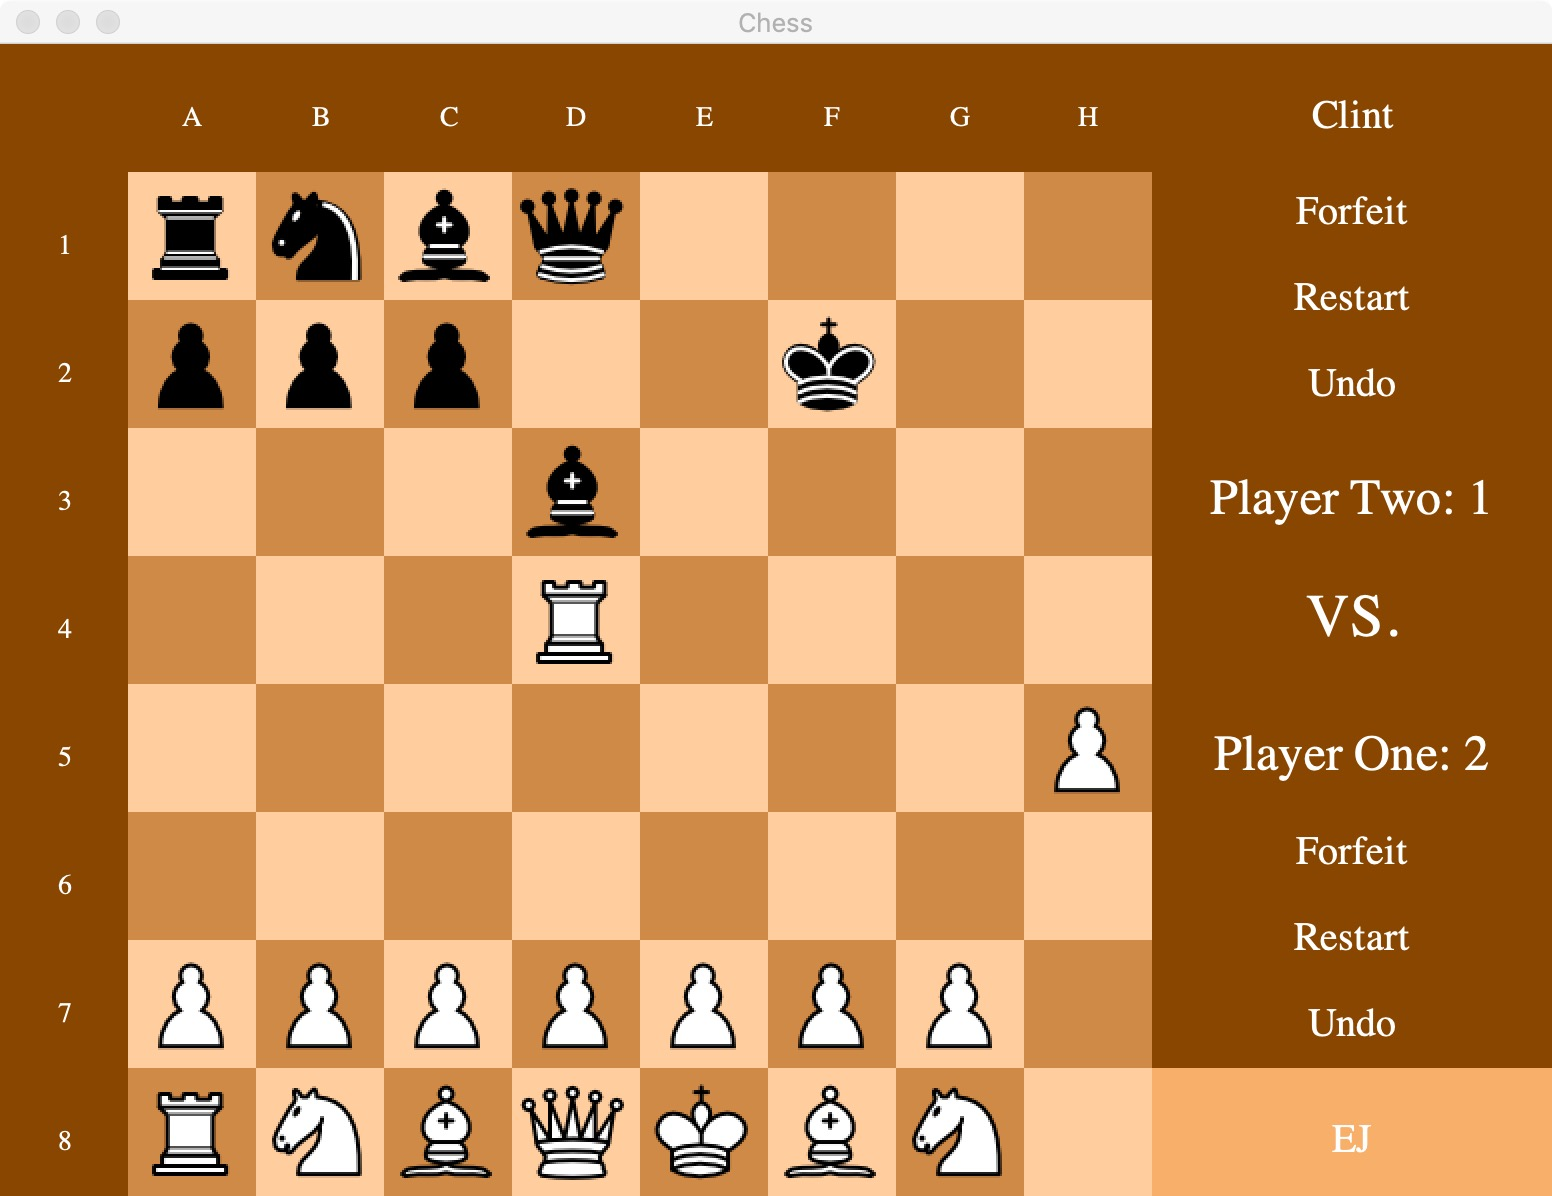 Chess
A B C D E F G H Clint
1 Forfeit
Restart
2 Undo
3 Player Two: 1
4 VS.
5 Player One: 2
6 Forfeit
Restart
7 Undo
8 EJ